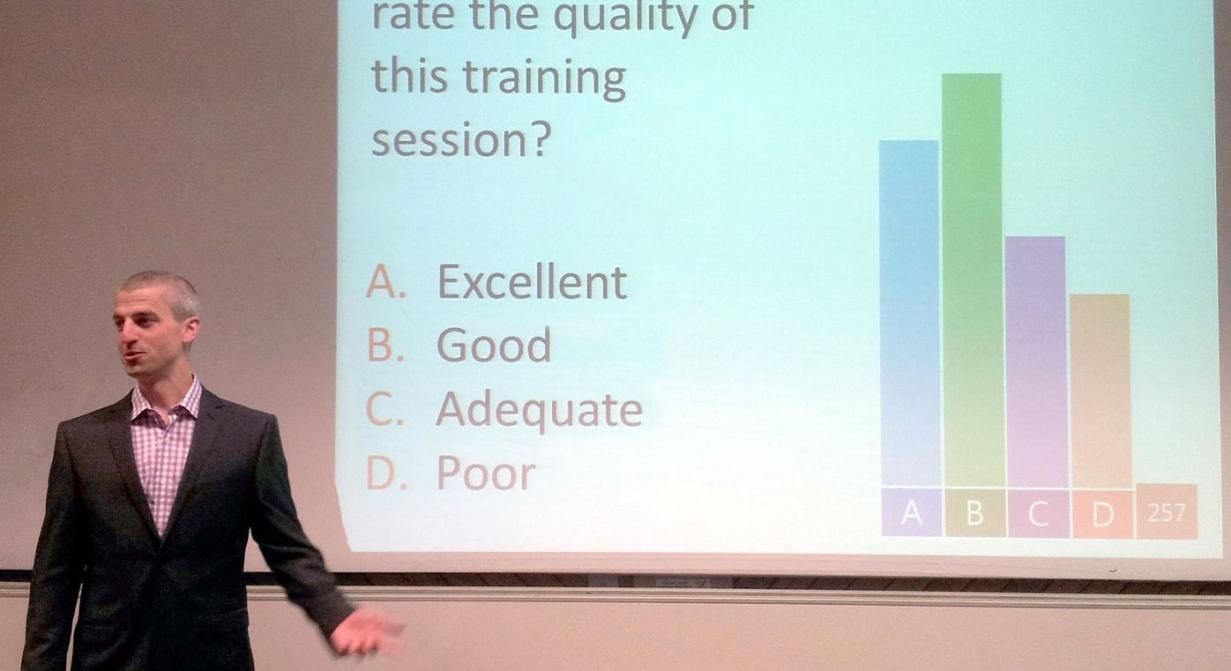 rate the quality of
this training
session?
A. Excellent
B. Good
C. Adequate
D. Poor
A B C D 257